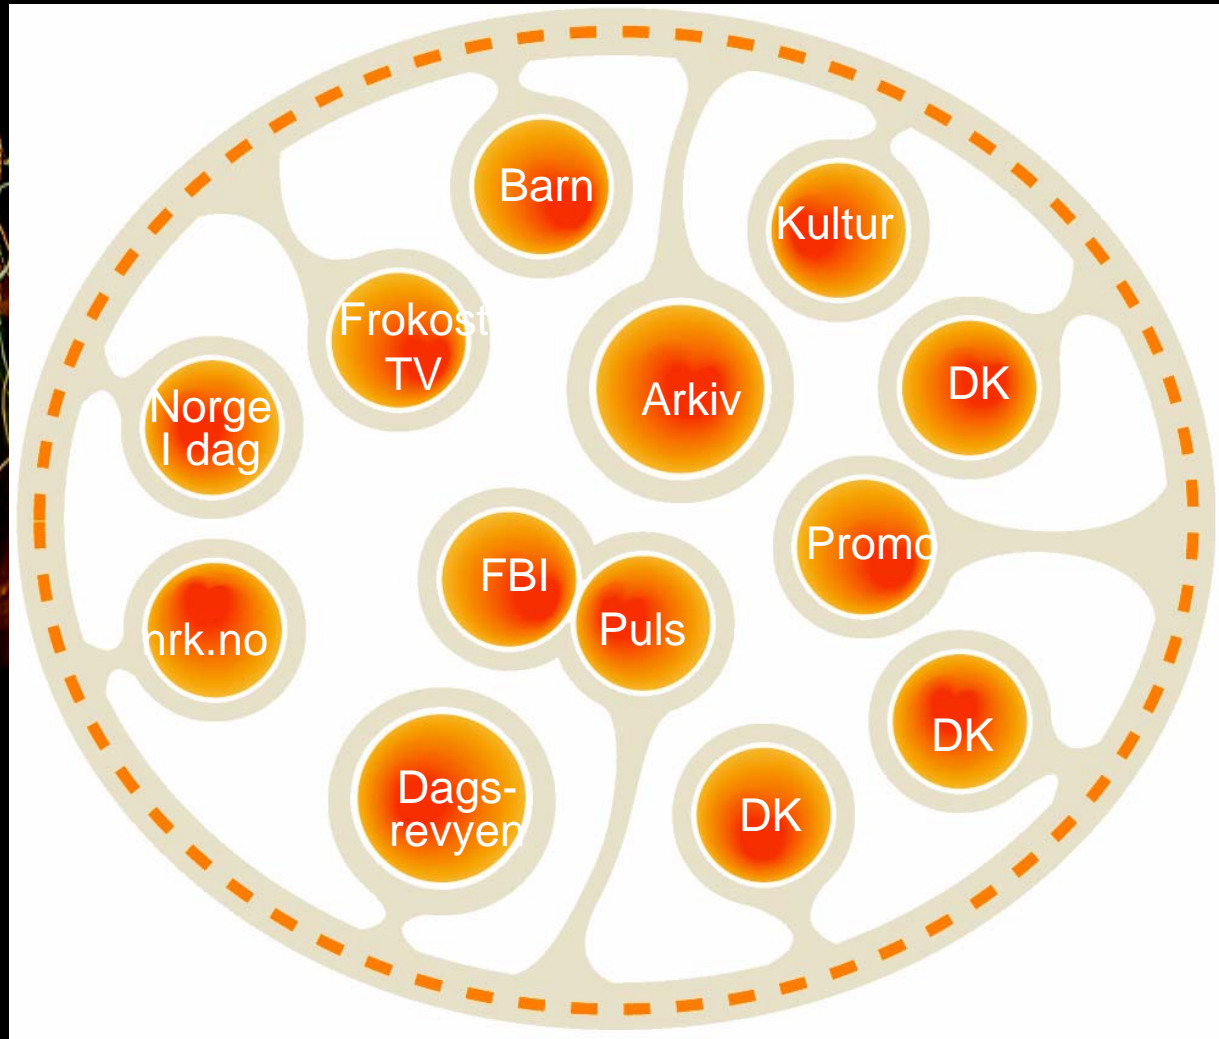 Barn
Kultur
Frokost
TV
Arkiv
DK
Norge
I dag
FBI
Promo
Puls
nrk.no
DK
Dags-
revyen
DK